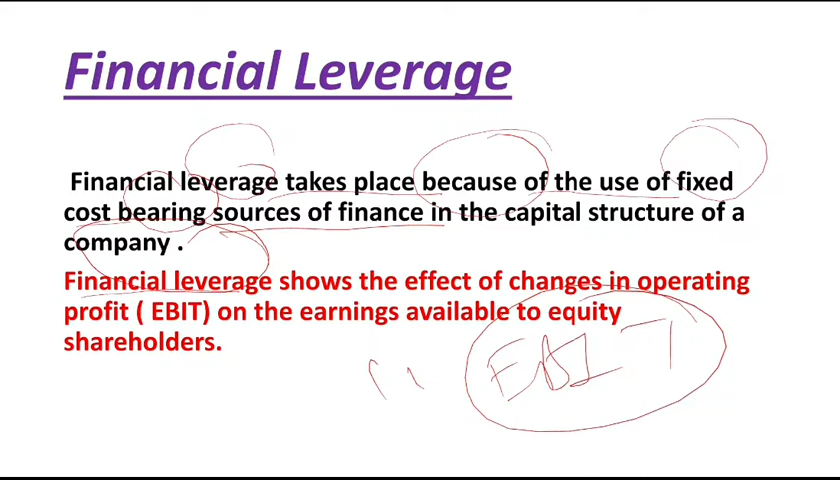 Financial Leverage
Financial leverage takes place because of the use of fixed
cost bearing sources of finance in the capital structure of a
company .
Financial leverage shows the effect of changes in operating
profit ( EBIT) on the earnings available to equity
shareholders.
EBIT